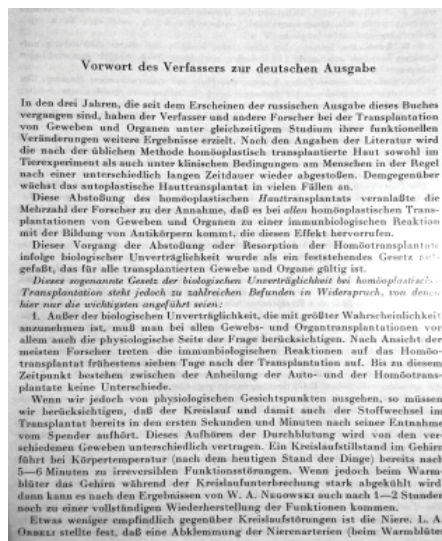 Vorwort des Verfassers zur deutschen Ausgabe
In den drei Jahren, die seit dem Erscheinen der russischen Ausgabe dieses Buches
vergangen sind, haben der Verfasser und andere Forscher bei der Transplantation
von Geweben und Organen unter gleichzeitigem Studium ihrer funktionellen
Veränderungen weitere Ergebnisse erzielt. Nach den Angaben der Literatur wird
die nach der üblichen Methode homöoplastisch transplantierte Haut sowohl im
Tierexperiment als auch unter klinischen Bedingungen am Menschen in der Regel
nach einer unterschiedlich langen Zeitdauer wieder abgestoßen. Demgegenüber
wächst das autoplastische Hauttransplantat in vielen Fällen an.
Diese Abstoßung des homöoplastischen Hauttransplantats veranlaßte die
Mehrzahl der Forscher zu der Annahme, daß es bei allen homöoplastischen Trans-
plantationen von Geweben und Organen zu einer immunbiologischen Reaktion
mit der Bildung von Antikörpern kommt, die diesen Effekt hervorrufen.
Dieser Vorgang der Abstoßung oder Resorption der Homöotransplantate
infolge biologischer Unverträglichkeit wurde als ein feststehendes Gesetz auf-
gefaßt, das für alle transplantierten Gewebe und Organe gültig ist.
Dieses sogenannte Gesetz der biologischen Unverträglichkeit bei homöoplastischer
Transplantation steht jedoch zu zahlreichen Befunden in Widerspruch, von denen
hier nur die wichtigsten angeführt seien:
1. Außer der biologischen Unverträglichkeit, die mit größter Wahrscheinlichkeit
anzunehmen ist, muß man bei allen Gewebs- und Organtransplantationen vor
allem auch die physiologische Seite der Frage berücksichtigen. Nach Ansicht der
meisten Forscher treten die immunbiologischen Reaktionen auf das Homöo-
transplantat frühestens sieben Tage nach der Transplantation auf. Bis zu diesem
Zeitpunkt bestehen zwischen der Anheilung der Auto- und der Homöotrans-
plantate keine Unterschiede.
Wenn wir jedoch von physiologischen Gesichtspunkten ausgehen, so müssen
wir berücksichtigen, daß der Kreislauf und damit auch der Stoffwechsel im
Transplantat bereits in den ersten Sekunden und Minuten nach seiner Entnahme
vom Spender aufhört. Dieses Aufhören der Durchblutung wird von den ver-
schiedenen Geweben unterschiedlich vertragen. Ein Kreislaufstillstand im Gehirn
führt bei Körpertemperatur (nach dem heutigen Stand der Dinge) bereits nach
5—6 Minuten zu irreversiblen Funktionsstörungen. Wenn jedoch beim Warm-
blüter das Gehirn während der Kreislaufunterbrechung stark abgekühlt wird
dann kann es nach den Ergebnissen von W. A. NEGOWSKI auch nach 1—2 Stunden
noch zu einer vollständigen Wiederherstellung der Funktionen kommen.
Etwas weniger empfindlich gegenüber Kreislaufstörungen ist die Niere. L. A.
ORBELI stellte fest, daß eine Abklemmung der Nierenarterien (beim Warmblüter